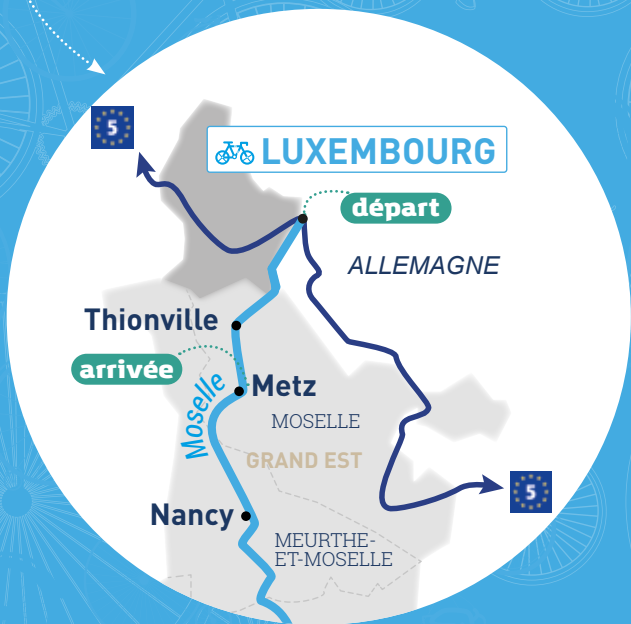 5
LUXEMBOURG
départ
ALLEMAGNE
Thionville
arrivée
Metz
Moselle
MOSELLE
GRAND EST
5
Nancy
MEURTHE-
ET-MOSELLE